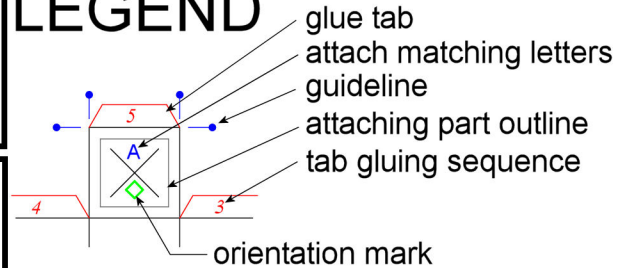 LEGEND
glue tab
attach matching letters
guideline
attaching part outline
tab gluing sequence
orientation mark
5
A
4
3